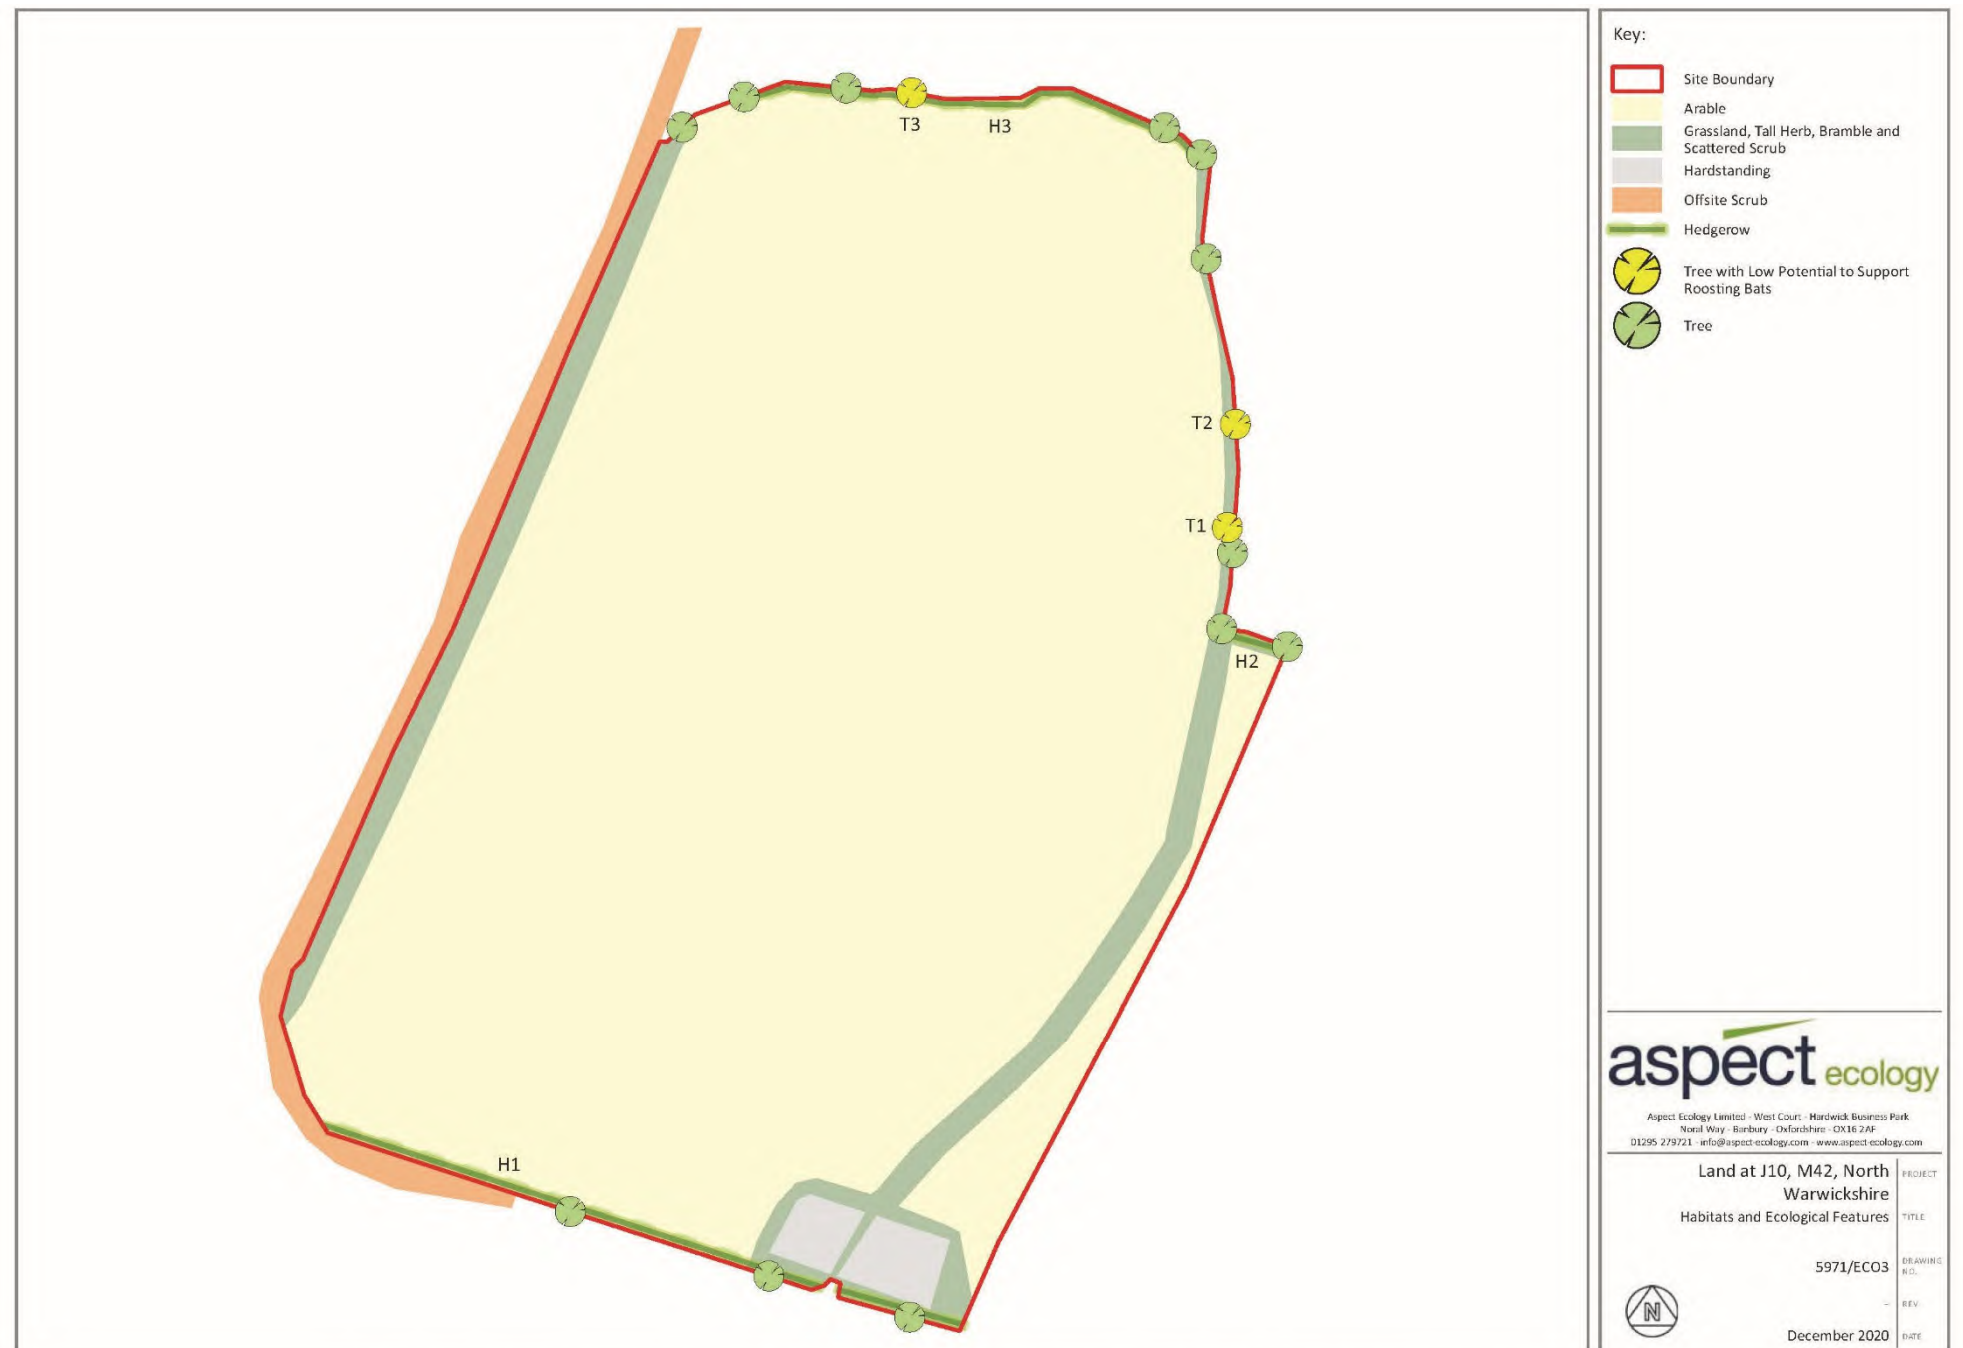 T3
H3
T2
T1
H2
H1
Key:
Site Boundary
Arable
Grassland, Tall Herb, Bramble and
Scattered Scrub
Hardstanding
Offsite Scrub
Hedgerow
Tree with Low Potential to Support
Roosting Bats
Tree
aspect ecology
Aspect Ecology Limited - West Court - Hardwick Business Park
Noral Way - Banbury - Oxfordshire - OX16 2AF
01295 279721 - info@aspect-ecology.com - www.aspect-ecology.com
Land at J10, M42, North
Warwickshire
PROJECT
Habitats and Ecological Features
TITLE
5971/ECO3
DRAWING
NO.
-
REV
N
December 2020
DATE